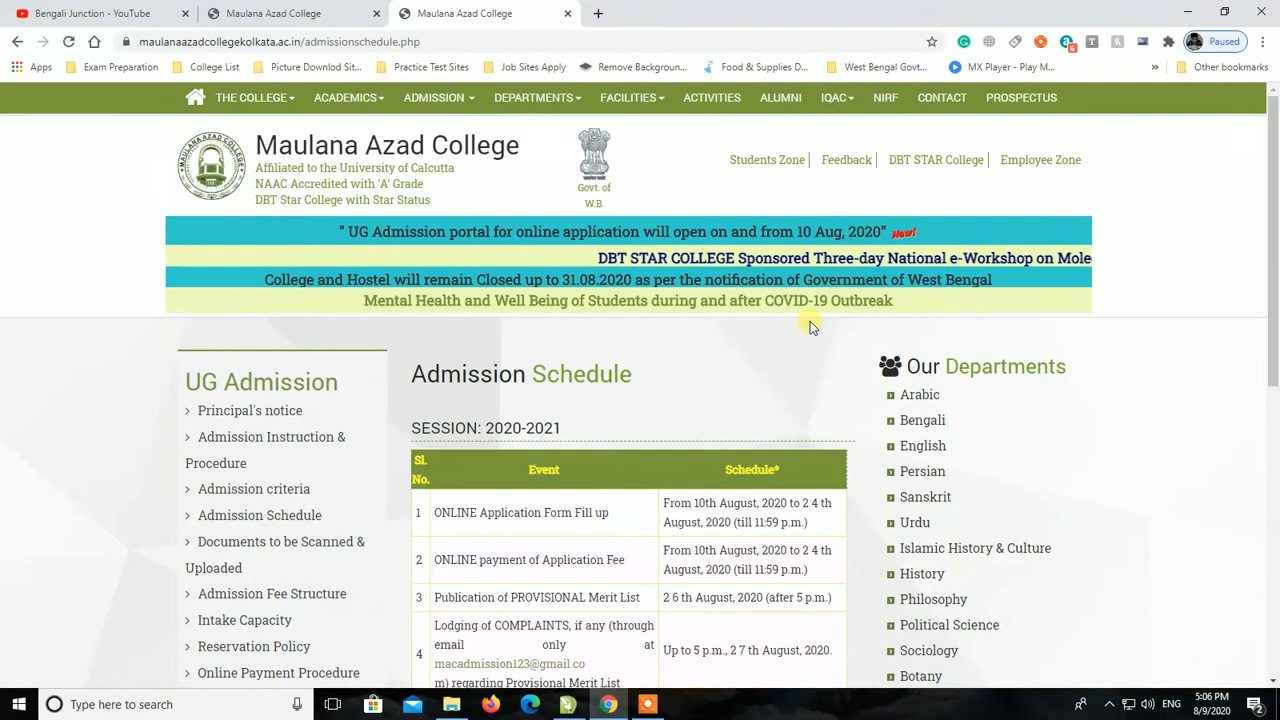 Bengali Junction - YouTube
Maulana Azad College
Maulana Azad College
maulanaazadcollegekolkata.ac.in/admissionschedule.php
6
T
Paused
Apps
Exam Preparation
College List
Picture Downlod Sit...
Practice Test Sites
Job Sites Apply
Remove Backgroun...
Food & Supplies D...
West Bengal Govt...
MX Player - Play M...
»
Other bookmarks
THE COLLEGE
ACADEMICS
ADMISSION
DEPARTMENTS
FACILITIES
ACTIVITIES
ALUMNI
IQAC
NIRF
CONTACT
PROSPECTUS
Maulana Azad College
Affiliated to the University of Calcutta
NAAC Accredited with 'A' Grade
DBT Star College with Star Status
Govt. of
W.B.
Students Zone
Feedback
DBT STAR College
Employee Zone
" UG Admission portal for online application will open on and from 10 Aug, 2020" New!
DBT STAR COLLEGE Sponsored Three-day National e-Workshop on Mole
College and Hostel will remain Closed up to 31.08.2020 as per the notification of Government of West Bengal
Mental Health and Well Being of Students during and after COVID-19 Outbreak
UG Admission
Principal's notice
Admission Instruction &
Procedure
Admission criteria
Admission Schedule
Documents to be Scanned &
Uploaded
Admission Fee Structure
Intake Capacity
Reservation Policy
Online Payment Procedure
Admission Schedule
SESSION: 2020-2021
Sl.
No.
Event
Schedule*
1
ONLINE Application Form Fill up
From 10th August, 2020 to 2 4 th
August, 2020 (till 11:59 p.m.)
2
ONLINE payment of Application Fee
From 10th August, 2020 to 2 4 th
August, 2020 (till 11:59 p.m.)
3
Publication of PROVISIONAL Merit List
2 6 th August, 2020 (after 5 p.m.)
4
Lodging of COMPLAINTS, if any (through
email only at
macadmission123@gmail.co
m) regarding Provisional Merit List
Up to 5 p.m., 2 7 th August, 2020.
Our Departments
Arabic
Bengali
English
Persian
Sanskrit
Urdu
Islamic History & Culture
History
Philosophy
Political Science
Sociology
Botany
Type here to search
ENG
5:06 PM
8/9/2020
2